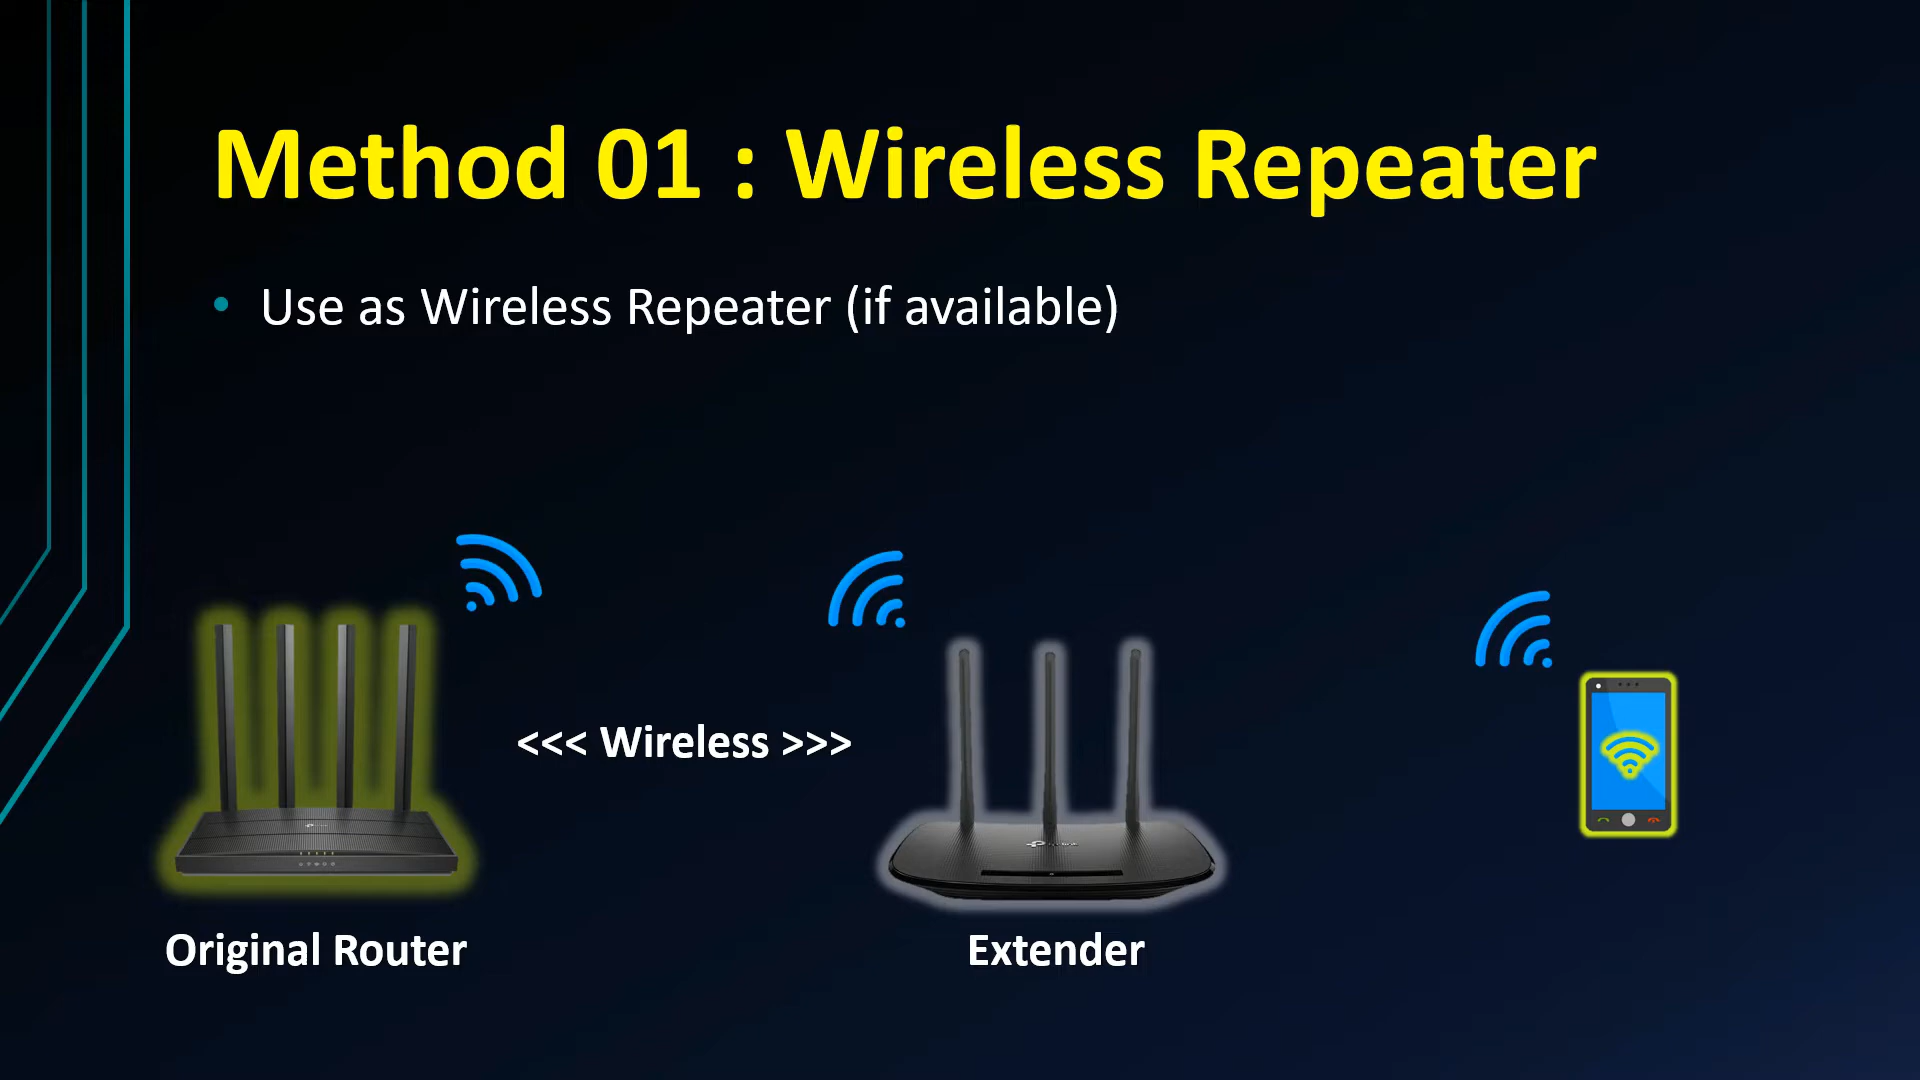 Method 01 : Wireless Repeater
• Use as Wireless Repeater (if available)
<<< Wireless >>>
Original Router
Extender